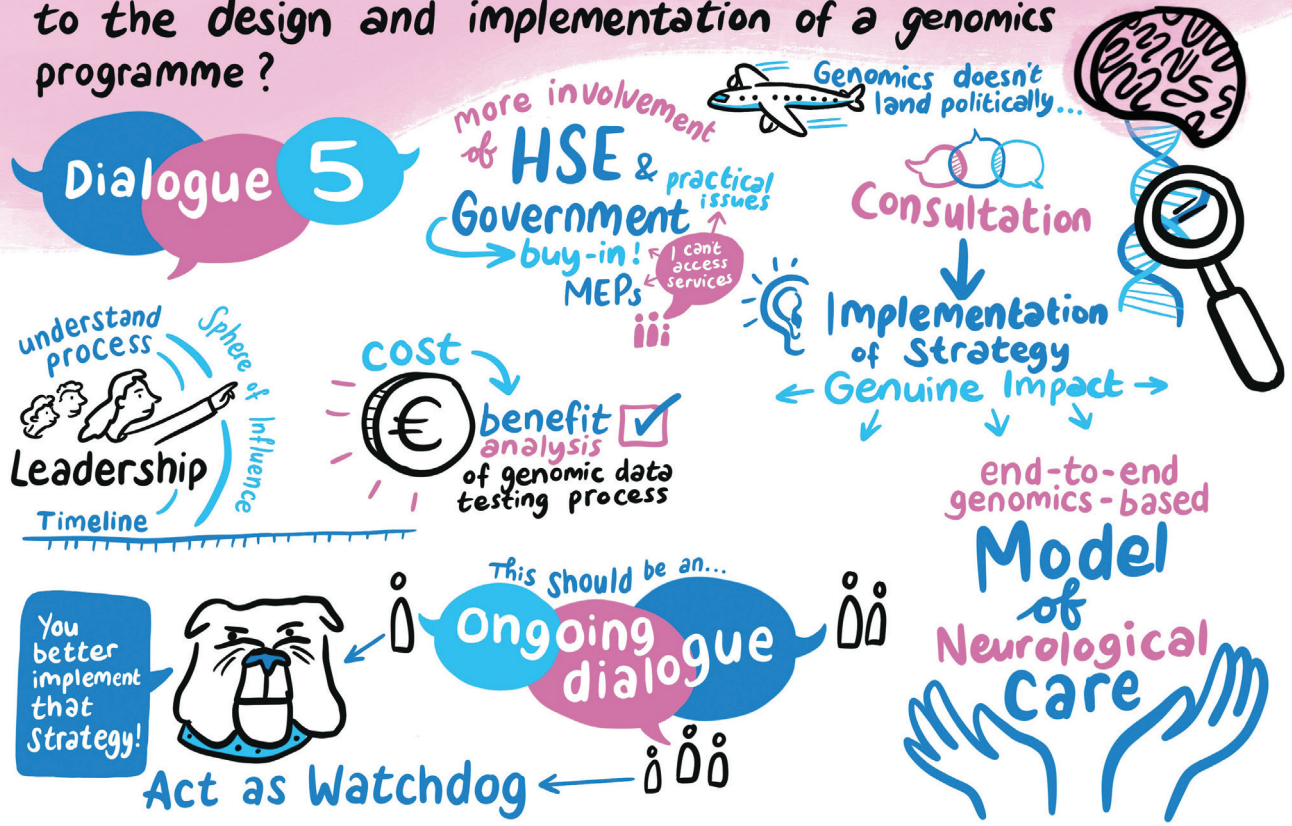 to the design and implementation of a genomics
programme?
Dialogue 5
more involvement
of HSE &
Government
buy-in!
MEPs
practical
issues
I can't
access
services
Genomics doesn't
land politically...
Consultation
Implementation
of Strategy
Genuine Impact
understand
process
Sphere of Influence
Leadership
Timeline
cost
€
benefit
analysis
of genomic data
testing process
end-to-end
genomics-based
Model
of
Neurological
Care
This should be an...
Ongoing
dialogue
You
better
implement
that
Strategy!
Act as Watchdog